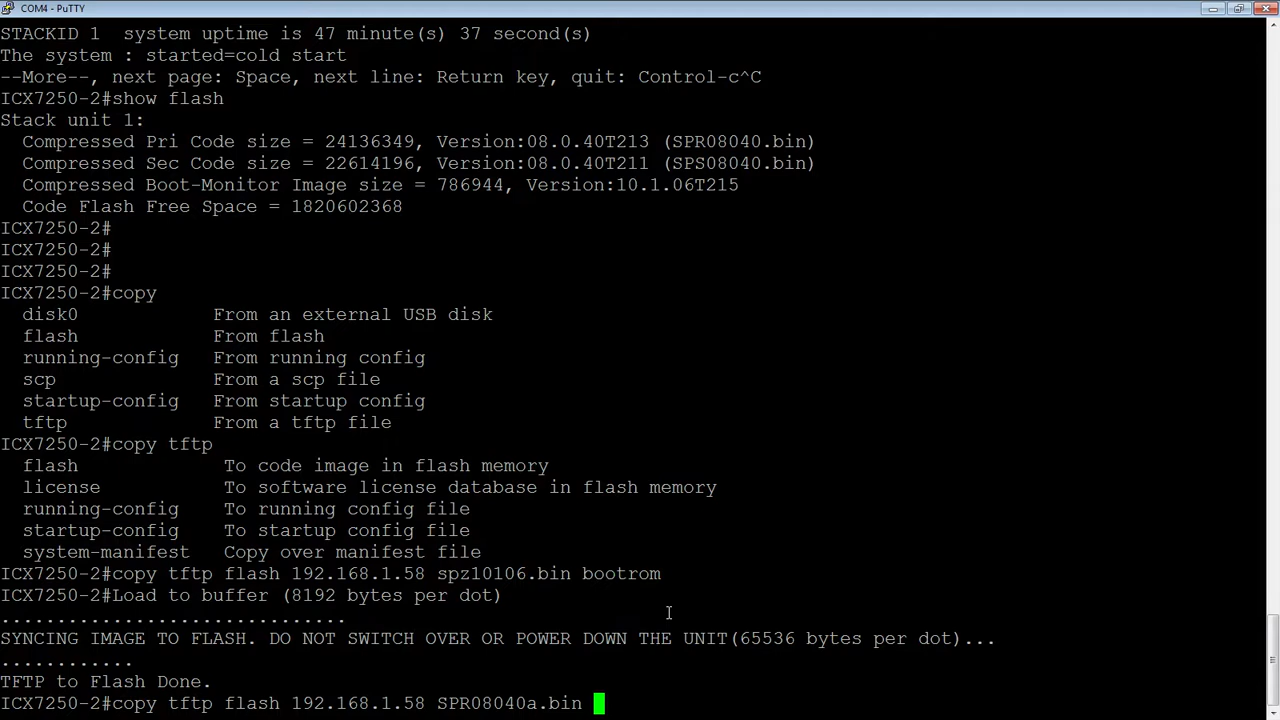 COM4 - PuTTY
STACKID 1  system uptime is 47 minute(s) 37 second(s)
The system : started=cold start
--More--, next page: Space, next line: Return key, quit: Control-c^C
ICX7250-2#show flash
Stack unit 1:
  Compressed Pri Code size = 24136349, Version:08.0.40T213 (SPR08040.bin)
  Compressed Sec Code size = 22614196, Version:08.0.40T211 (SPS08040.bin)
  Compressed Boot-Monitor Image size = 786944, Version:10.1.06T215
  Code Flash Free Space = 1820602368
ICX7250-2#
ICX7250-2#
ICX7250-2#
ICX7250-2#copy
  disk0            From an external USB disk
  flash            From flash
  running-config   From running config
  scp              From a scp file
  startup-config   From startup config
  tftp             From a tftp file
ICX7250-2#copy tftp
  flash             To code image in flash memory
  license           To software license database in flash memory
  running-config    To running config file
  startup-config    To startup config file
  system-manifest   Copy over manifest file
ICX7250-2#copy tftp flash 192.168.1.58 spz10106.bin bootrom
ICX7250-2#Load to buffer (8192 bytes per dot)
...............................
SYNCING IMAGE TO FLASH. DO NOT SWITCH OVER OR POWER DOWN THE UNIT(65536 bytes per dot)...
............
TFTP to Flash Done.
ICX7250-2#copy tftp flash 192.168.1.58 SPR08040a.bin